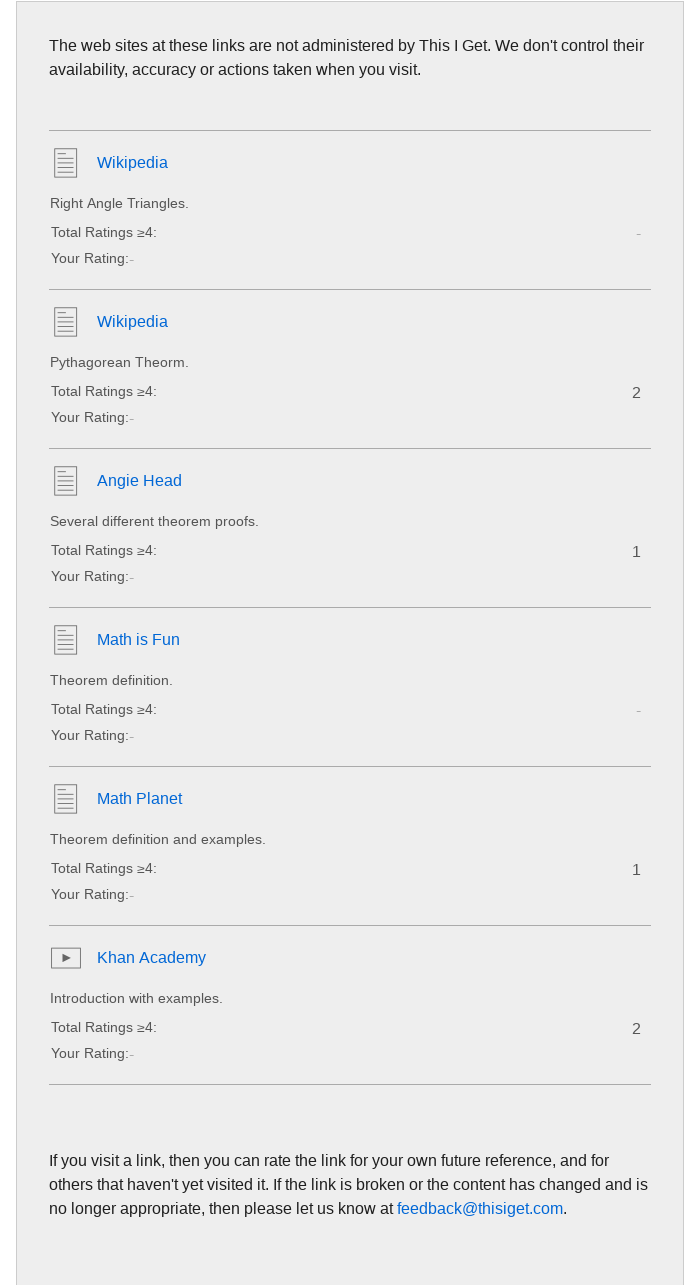 The web sites at these links are not administered by This I Get. We don't control their
availability, accuracy or actions taken when you visit.
Wikipedia
Right Angle Triangles.
Total Ratings ≥4:
-
Your Rating:-
Wikipedia
Pythagorean Theorm.
Total Ratings ≥4:
2
Your Rating:-
Angie Head
Several different theorem proofs.
Total Ratings ≥4:
1
Your Rating:-
Math is Fun
Theorem definition.
Total Ratings ≥4:
-
Your Rating:-
Math Planet
Theorem definition and examples.
Total Ratings ≥4:
1
Your Rating:-
Khan Academy
Introduction with examples.
Total Ratings ≥4:
2
Your Rating:-
If you visit a link, then you can rate the link for your own future reference, and for
others that haven't yet visited it. If the link is broken or the content has changed and is
no longer appropriate, then please let us know at feedback@thisiget.com.